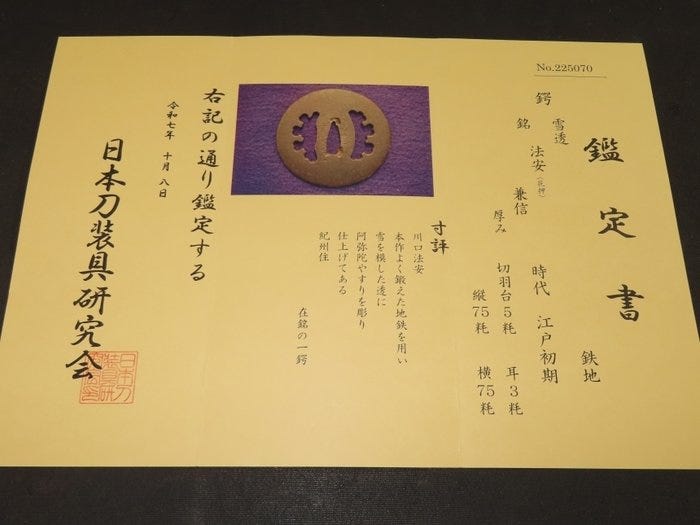 No.225070
鑑定書
鍔 雪透 鉄地
銘 法安(花押) 兼信
時代 江戸初期
厚み 切羽台5粍 耳3粍
縦75粍 横75粍
寸評
川口法安
本作よく鍛えた地鉄を用い
雪を模した透に
阿弥陀やすりを彫り
仕上げてある
紀州住
在銘の一鍔
右記の通り鑑定する
令和七年 十月 八日
日本刀装具研究会